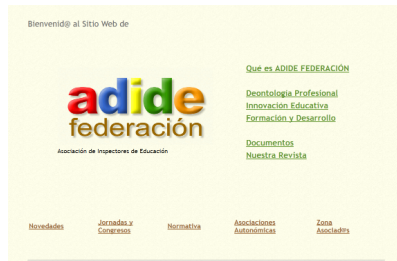 Bienvenid@ al Sitio Web de
adide
federación
Asociación de Inspectores de Educación
Qué es ADIDE FEDERACIÓN
Deontología Profesional
Innovación Educativa
Formación y Desarrollo
Documentos
Nuestra Revista
Novedades
Jornadas y
Congresos
Normativa
Asociaciones
Autonómicas
Zona
Asociad@s